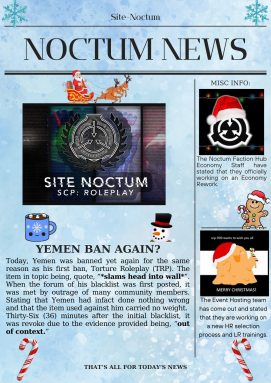 Site-Noctum
NOCTUM NEWS
MISC INFO:
SITE NOCTUM
SCP: ROLEPLAY
The Noctum Faction Hub
Economy Staff have
stated that they officially
working on an Economy
Rework.
YEMEN BAN AGAIN?
Today, Yemen was banned yet again for the same
reason as his first ban, Torture Roleplay (TRP). The
item in topic being, quote, "*slams head into wall*".
When the forum of his blacklist was first posted, it
was met by outrage of many community members.
Stating that Yemen had infact done nothing wrong
and that the item used against him carried no weight.
Thirty-Six (36) minutes after the initial blacklist, it
was revoke due to the evidence provided being, "out
of context."
MERRY CHRISTMAS!
The Event Hosting team
has come out and stated
that they are working on
a new HR selection
process and LR trainings.
THAT'S ALL FOR TODAY'S NEWS